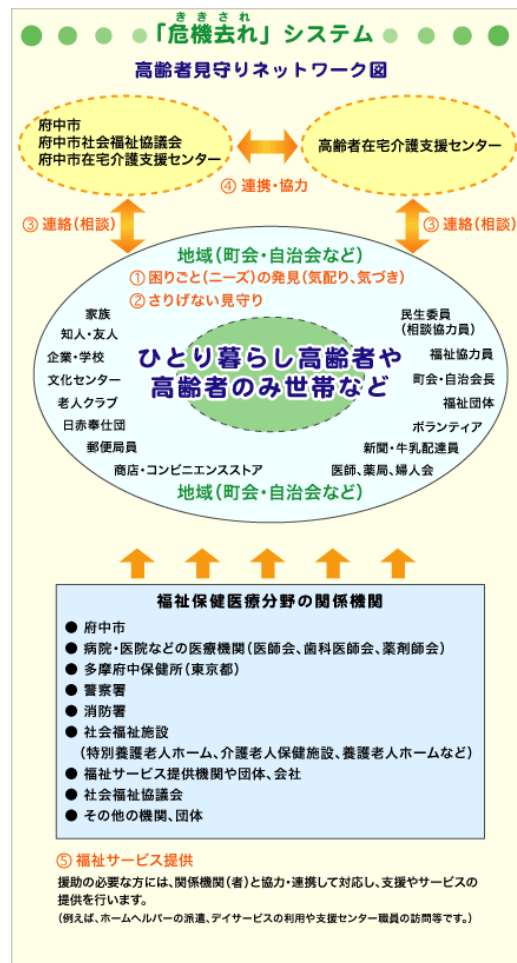 ききされ
「危機去れ」システム
高齢者見守りネットワーク図
府中市
府中市社会福祉協議会
府中市在宅介護支援センター
高齢者在宅介護支援センター
④ 連携・協力
③ 連絡(相談)
③ 連絡(相談)
地域(町会・自治会など)
① 困りごと(ニーズ)の発見(気配り、気づき)
② さりげない見守り
家族
知人・友人
企業・学校
文化センター
老人クラブ
日赤奉仕団
郵便局員
商店・コンビニエンスストア
ひとり暮らし高齢者や
高齢者のみ世帯など
民生委員
(相談協力員)
福祉協力員
町会・自治会長
福祉団体
ボランティア
新聞・牛乳配達員
医師、薬局、婦人会
地域(町会・自治会など)
福祉保健医療分野の関係機関
● 府中市
● 病院・医院などの医療機関(医師会、歯科医師会、薬剤師会)
● 多摩府中保健所(東京都)
● 警察署
● 消防署
● 社会福祉施設
(特別養護老人ホーム、介護老人保健施設、養護老人ホームなど)
● 福祉サービス提供機関や団体、会社
● 社会福祉協議会
● その他の機関、団体
⑤ 福祉サービス提供
援助の必要な方には、関係機関(者)と協力・連携して対応し、支援やサービスの
提供を行います。
(例えば、ホームヘルパーの派遣、デイサービスの利用や支援センター職員の訪問等です。)